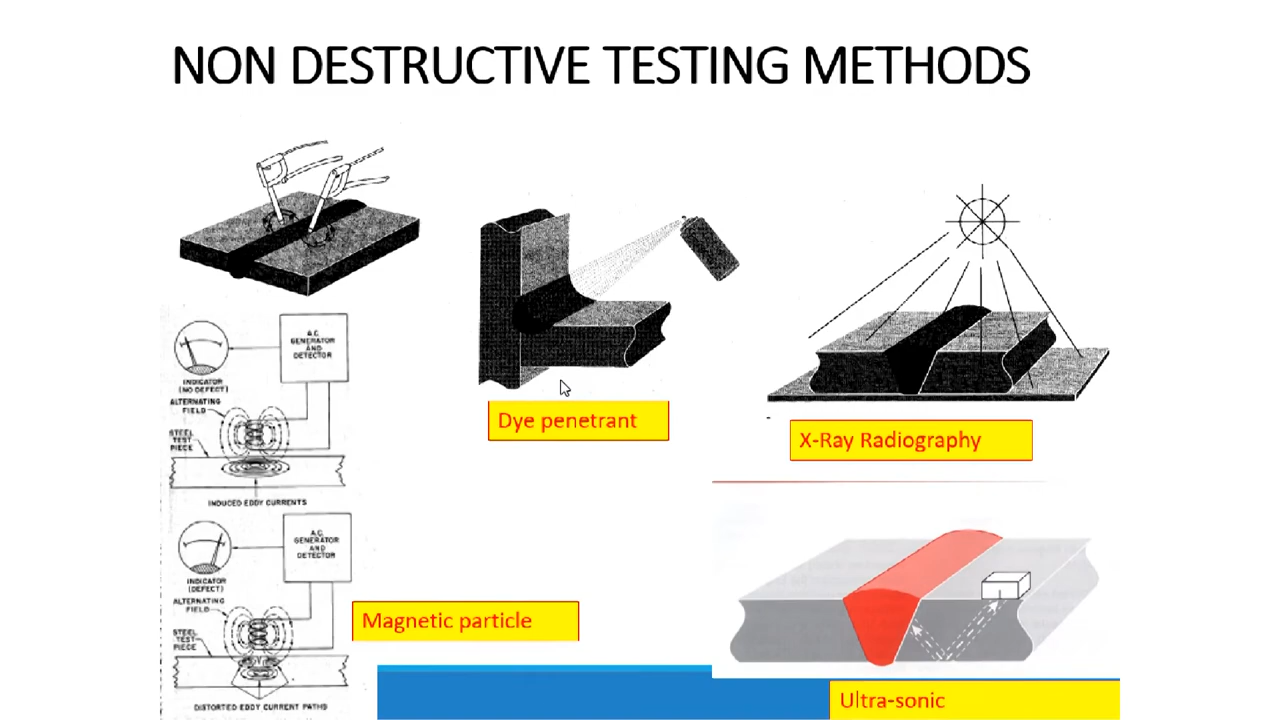 NON DESTRUCTIVE TESTING METHODS
A.C.
GENERATOR
AND
DETECTOR
INDICATOR
(NO DEFECT)
ALTERNATING
FIELD
STEEL
TEST
PIECE
INDUCED EDDY CURRENTS
A.C.
GENERATOR
AND
DETECTOR
INDICATOR
(DEFECT)
ALTERNATING
FIELD
STEEL
TEST-
PIECE
DISTORTED EDDY CURRENT PATHS
Dye penetrant
X-Ray Radiography
Magnetic particle
Ultra-sonic